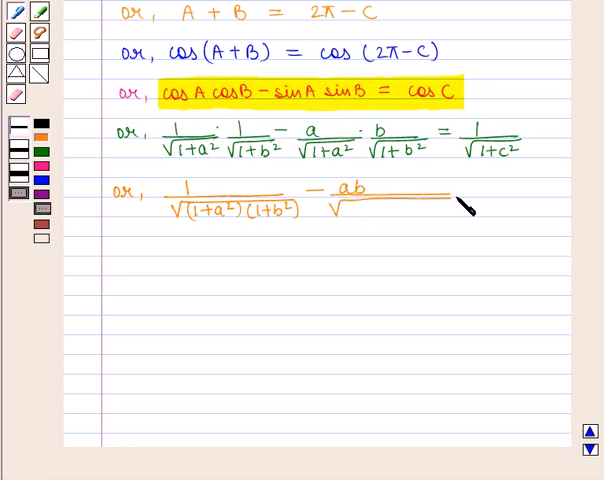 or, A + B = 2π - C
or, cos(A+B) = cos (2π-C)
or, cosA cosB - sinA sinB = cosC
or, 1/√1+a² · 1/√1+b² - a/√1+a² · b/√1+b² = 1/√1+c²
or, 1/√(1+a²)(1+b²) - ab/√